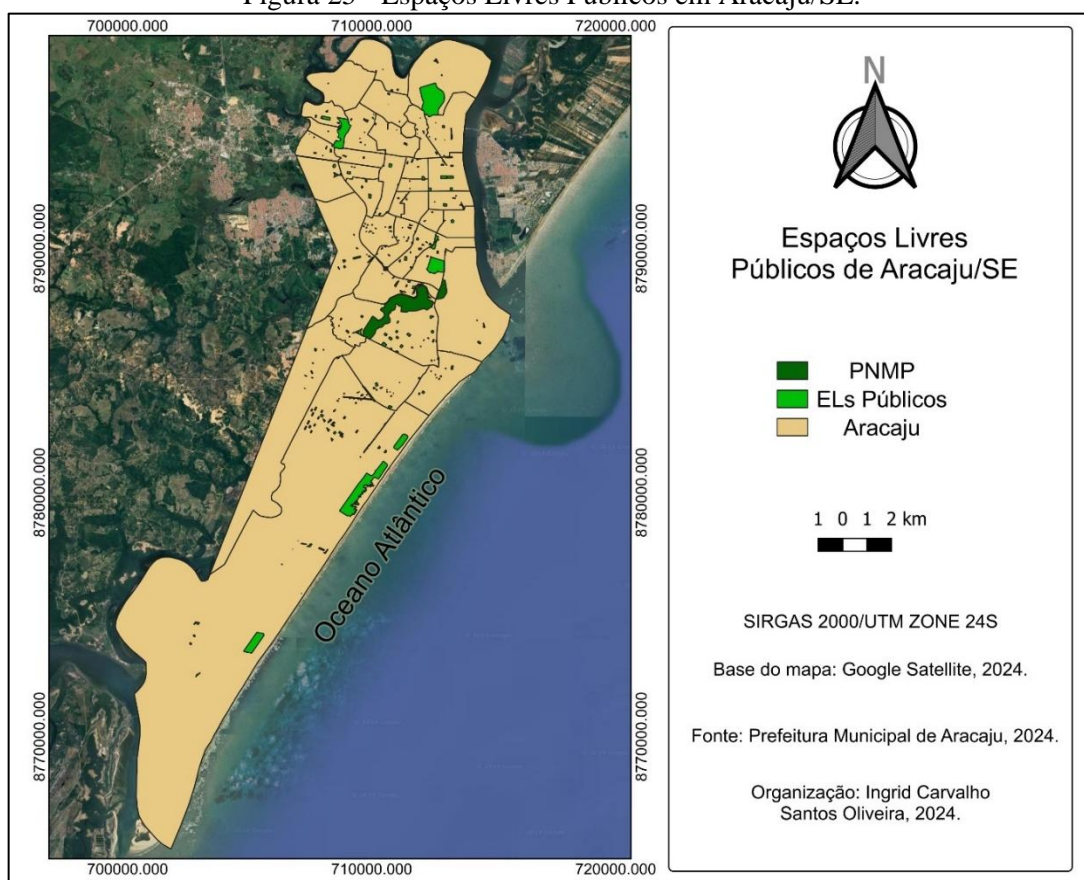 Figura 23 - Espaços Livres Públicos em Aracaju/SE.
700000.000 710000.000 720000.000
8790000.000
8780000.000
8770000.000
Oceano Atlântico
8790000.000
8780000.000
8770000.000
700000.000 710000.000 720000.000
N
Espaços Livres
Públicos de Aracaju/SE
PNMP
ELs Públicos
Aracaju
1 0 1 2 km
SIRGAS 2000/UTM ZONE 24S
Base do mapa: Google Satellite, 2024.
Fonte: Prefeitura Municipal de Aracaju, 2024.
Organização: Ingrid Carvalho
Santos Oliveira, 2024.